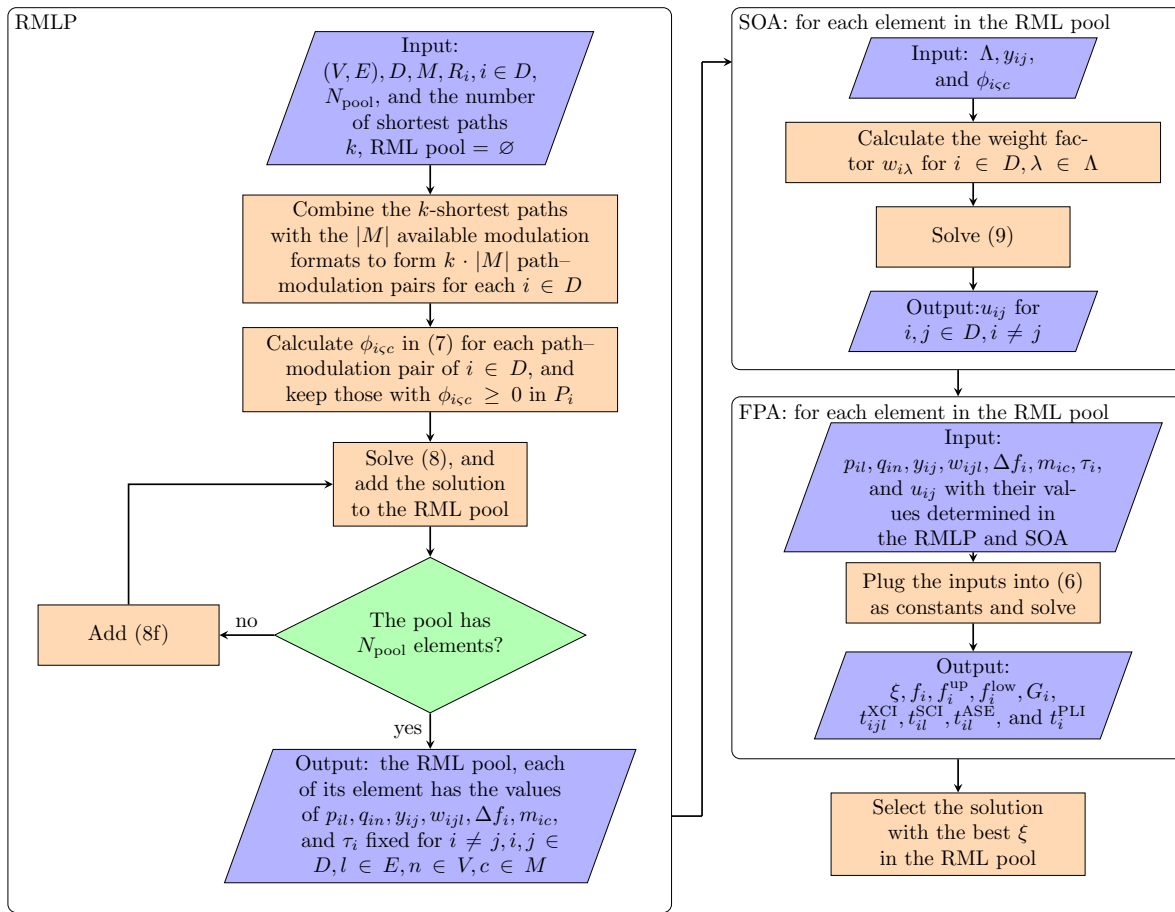 RMLP
Input:
(V, E), D, M, R_i, i ∈ D,
N_pool, and the number
of shortest paths
k, RML pool = ∅
Combine the k-shortest paths
with the |M| available modulation
formats to form k · |M| path–
modulation pairs for each i ∈ D
Calculate ϕ_iςc in (7) for each path–
modulation pair of i ∈ D, and
keep those with ϕ_iςc ≥ 0 in P_i
Solve (8), and
add the solution
to the RML pool
The pool has
N_pool elements?
no
Add (8f)
yes
Output: the RML pool, each
of its element has the values
of p_il, q_in, y_ij, w_ijl, Δf_i, m_ic,
and τ_i fixed for i ≠ j, i, j ∈
D, l ∈ E, n ∈ V, c ∈ M
SOA: for each element in the RML pool
Input: Λ, y_ij,
and ϕ_iςc
Calculate the weight fac-
tor w_iλ for i ∈ D, λ ∈ Λ
Solve (9)
Output:u_ij for
i, j ∈ D, i ≠ j
FPA: for each element in the RML pool
Input:
p_il, q_in, y_ij, w_ijl, Δf_i, m_ic, τ_i,
and u_ij with their val-
ues determined in
the RMLP and SOA
Plug the inputs into (6)
as constants and solve
Output:
ξ, f_i, f_i^up, f_i^low, G_i,
t_ijl^XCI, t_il^SCI, t_il^ASE, and t_i^PLI
Select the solution
with the best ξ
in the RML pool